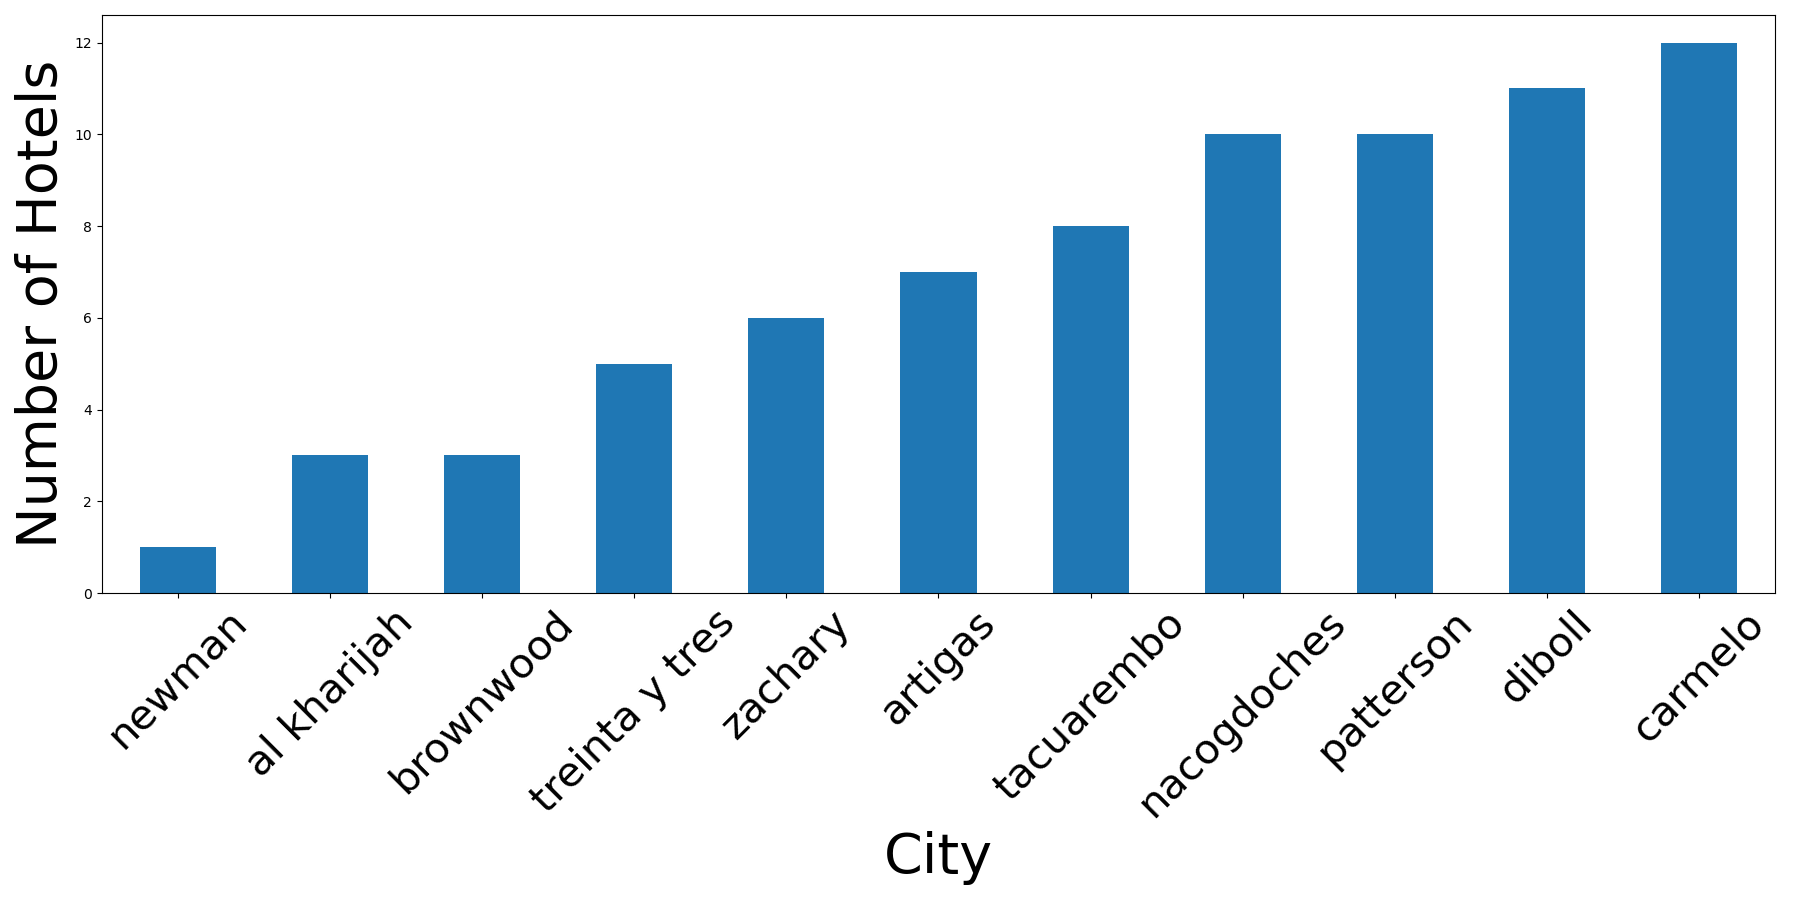 Number of Hotels
12
10
8
6
4
2
0
newman
al kharijah
brownwood
treinta y tres
zachary
artigas
tacuarembo
nacogdoches
patterson
diboll
carmelo
City